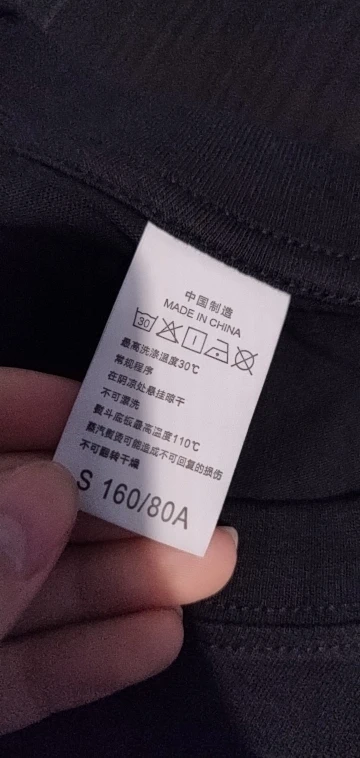 中国制造
MADE IN CHINA
30
最高洗涤温度30℃
常规程序
在阴凉处悬挂晾干
不可漂洗
熨斗底板最高温度110℃
蒸汽熨烫可能造成不可回复的损伤
不可翻转干燥
S 160/80A